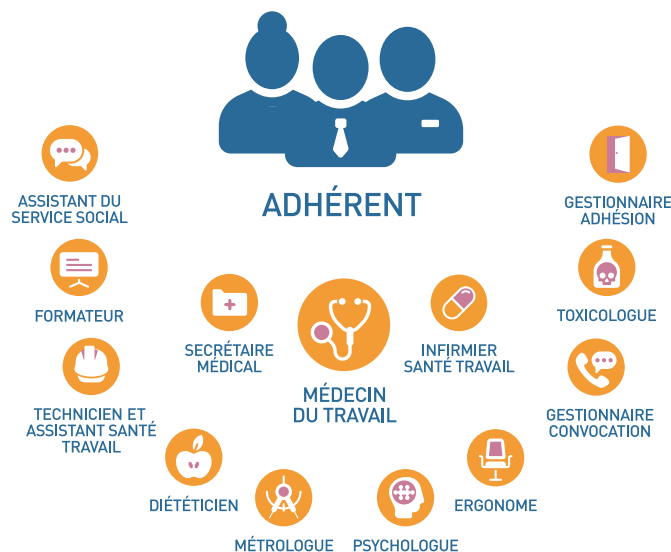 ADHÉRENT
ASSISTANT DU
SERVICE SOCIAL
GESTIONNAIRE
ADHÉSION
FORMATEUR
TOXICOLOGUE
SECRÉTAIRE
MÉDICAL
INFIRMIER
SANTÉ TRAVAIL
MÉDECIN
DU TRAVAIL
TECHNICIEN ET
ASSISTANT SANTÉ
TRAVAIL
GESTIONNAIRE
CONVOCATION
DIÉTÉTICIEN
ERGONOME
MÉTROLOGUE
PSYCHOLOGUE